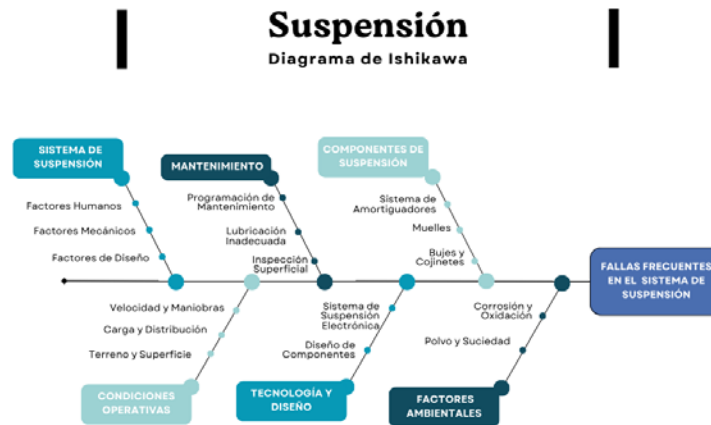 Suspensión
Diagrama de Ishikawa
SISTEMA DE
SUSPENSIÓN
MANTENIMIENTO
COMPONENTES DE
SUSPENSIÓN
Factores Humanos
Factores Mecánicos
Factores de Diseño
Programación de
Mantenimiento
Lubricación
Inadecuada
Inspección
Superficial
Sistema de
Amortiguadores
Muelles
Bujes y
Cojinetes
FALLAS FRECUENTES
EN EL SISTEMA DE
SUSPENSIÓN
Velocidad y Maniobras
Carga y Distribución
Terreno y Superficie
Sistema de
Suspensión
Electrónica
Diseño de
Componentes
Corrosión y
Oxidación
Polvo y Suciedad
CONDICIONES
OPERATIVAS
TECNOLOGÍA Y
DISEÑO
FACTORES
AMBIENTALES